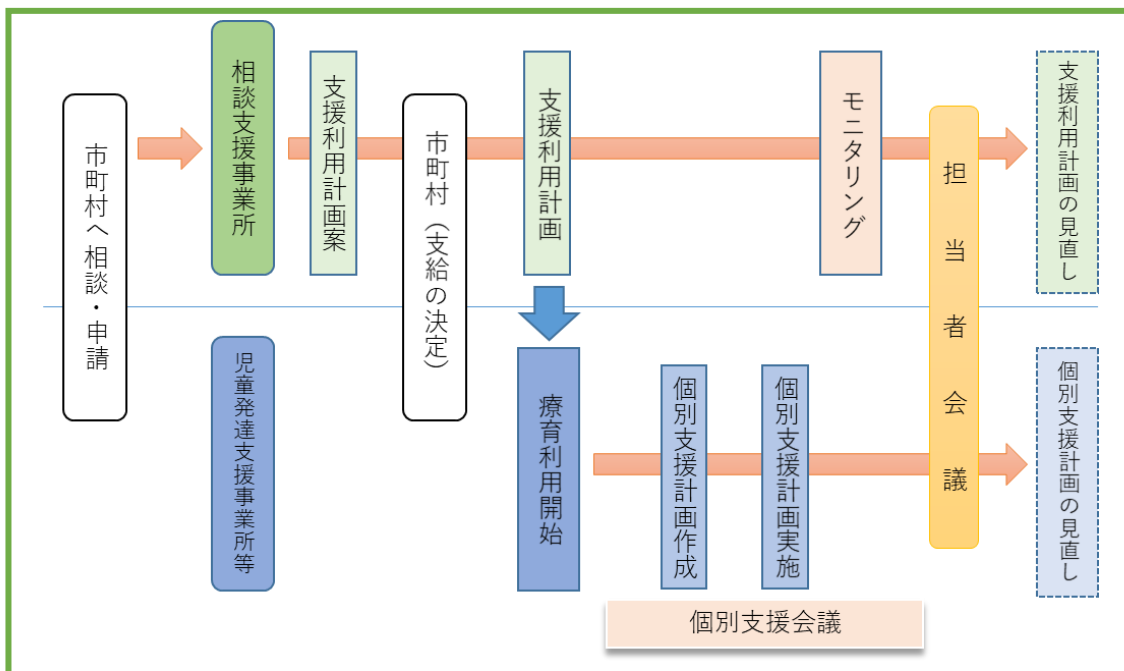 市町村へ相談・申請
相談支援事業所
支援利用計画案
市町村（支給の決定）
支援利用計画
モニタリング
担当者会議
支援利用計画の見直し
児童発達支援事業所等
療育利用開始
個別支援計画作成
個別支援計画実施
個別支援計画の見直し
個別支援会議